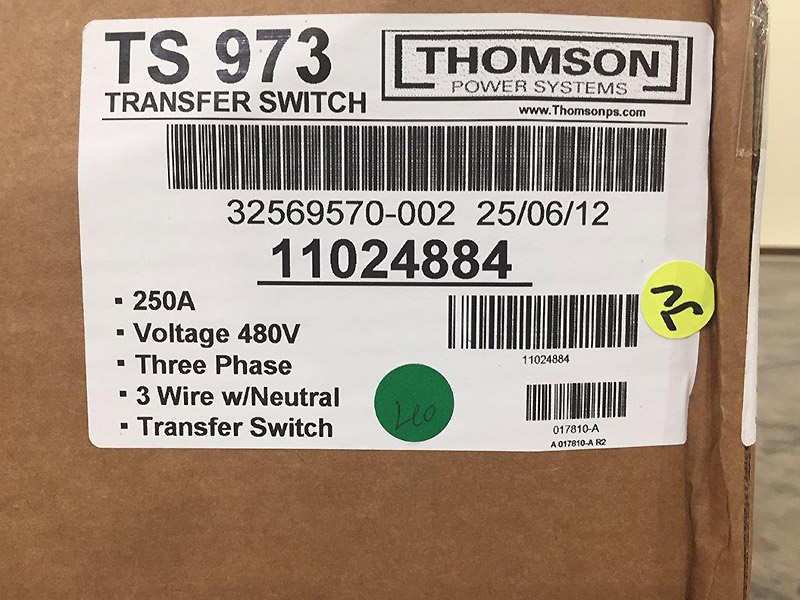 TS 973
TRANSFER SWITCH
THOMSON
POWER SYSTEMS
www.Thomsonps.com
32569570-002 25/06/12
11024884
▪ 250A
▪ Voltage 480V
▪ Three Phase
▪ 3 Wire w/Neutral
▪ Transfer Switch
11024884
017810-A
A 017810-A R2